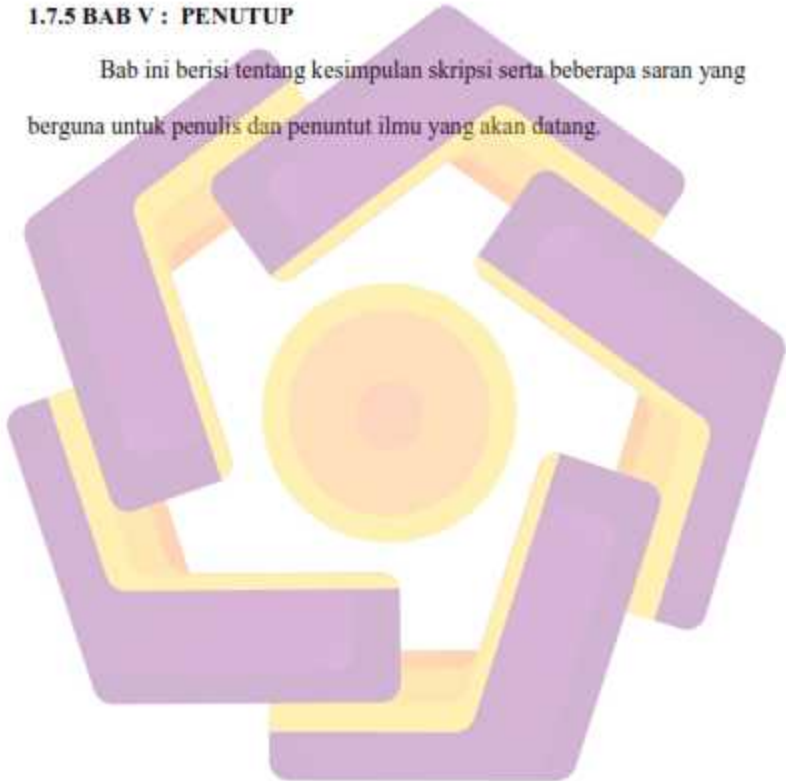 1.7.5 BAB V : PENUTUP
Bab ini berisi tentang kesimpulan skripsi serta beberapa saran yang
berguna untuk penulis dan penuntut ilmu yang akan datang.